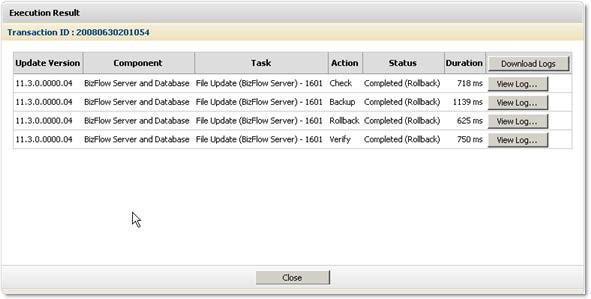 Execution Result
Transaction ID : 20080630201054
Update Version Component Task Action Status Duration Download Logs
11.3.0.0000.04 BizFlow Server and Database File Update (BizFlow Server) - 1601 Check Completed (Rollback) 718 ms View Log...
11.3.0.0000.04 BizFlow Server and Database File Update (BizFlow Server) - 1601 Backup Completed (Rollback) 1139 ms View Log...
11.3.0.0000.04 BizFlow Server and Database File Update (BizFlow Server) - 1601 Rollback Completed (Rollback) 625 ms View Log...
11.3.0.0000.04 BizFlow Server and Database File Update (BizFlow Server) - 1601 Verify Completed (Rollback) 750 ms View Log...
Close